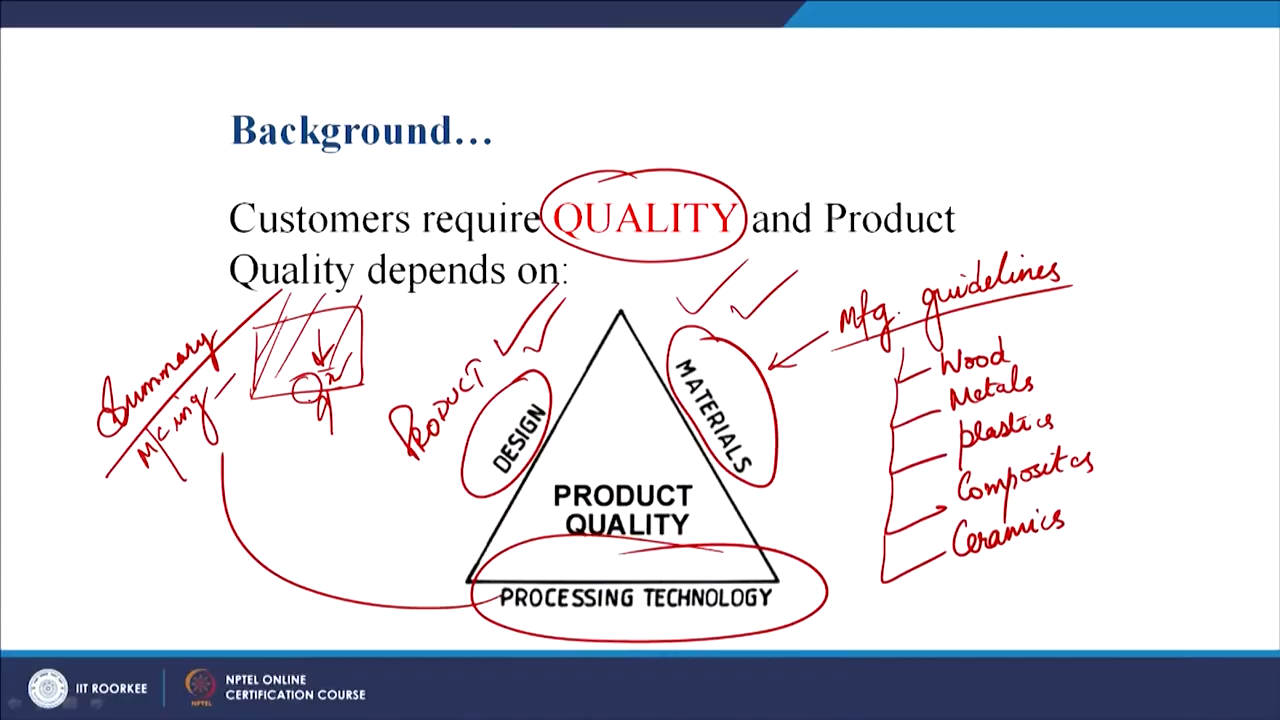 Background...
Customers require QUALITY and Product
Quality depends on:
Mfg. guidelines
Wood
Metals
plastics
Composites
Ceramics
Summary
M/c ing
PRODUCT
DESIGN
MATERIALS
PRODUCT
QUALITY
PROCESSING TECHNOLOGY
IIT ROORKEE
NPTEL
NPTEL ONLINE
CERTIFICATION COURSE